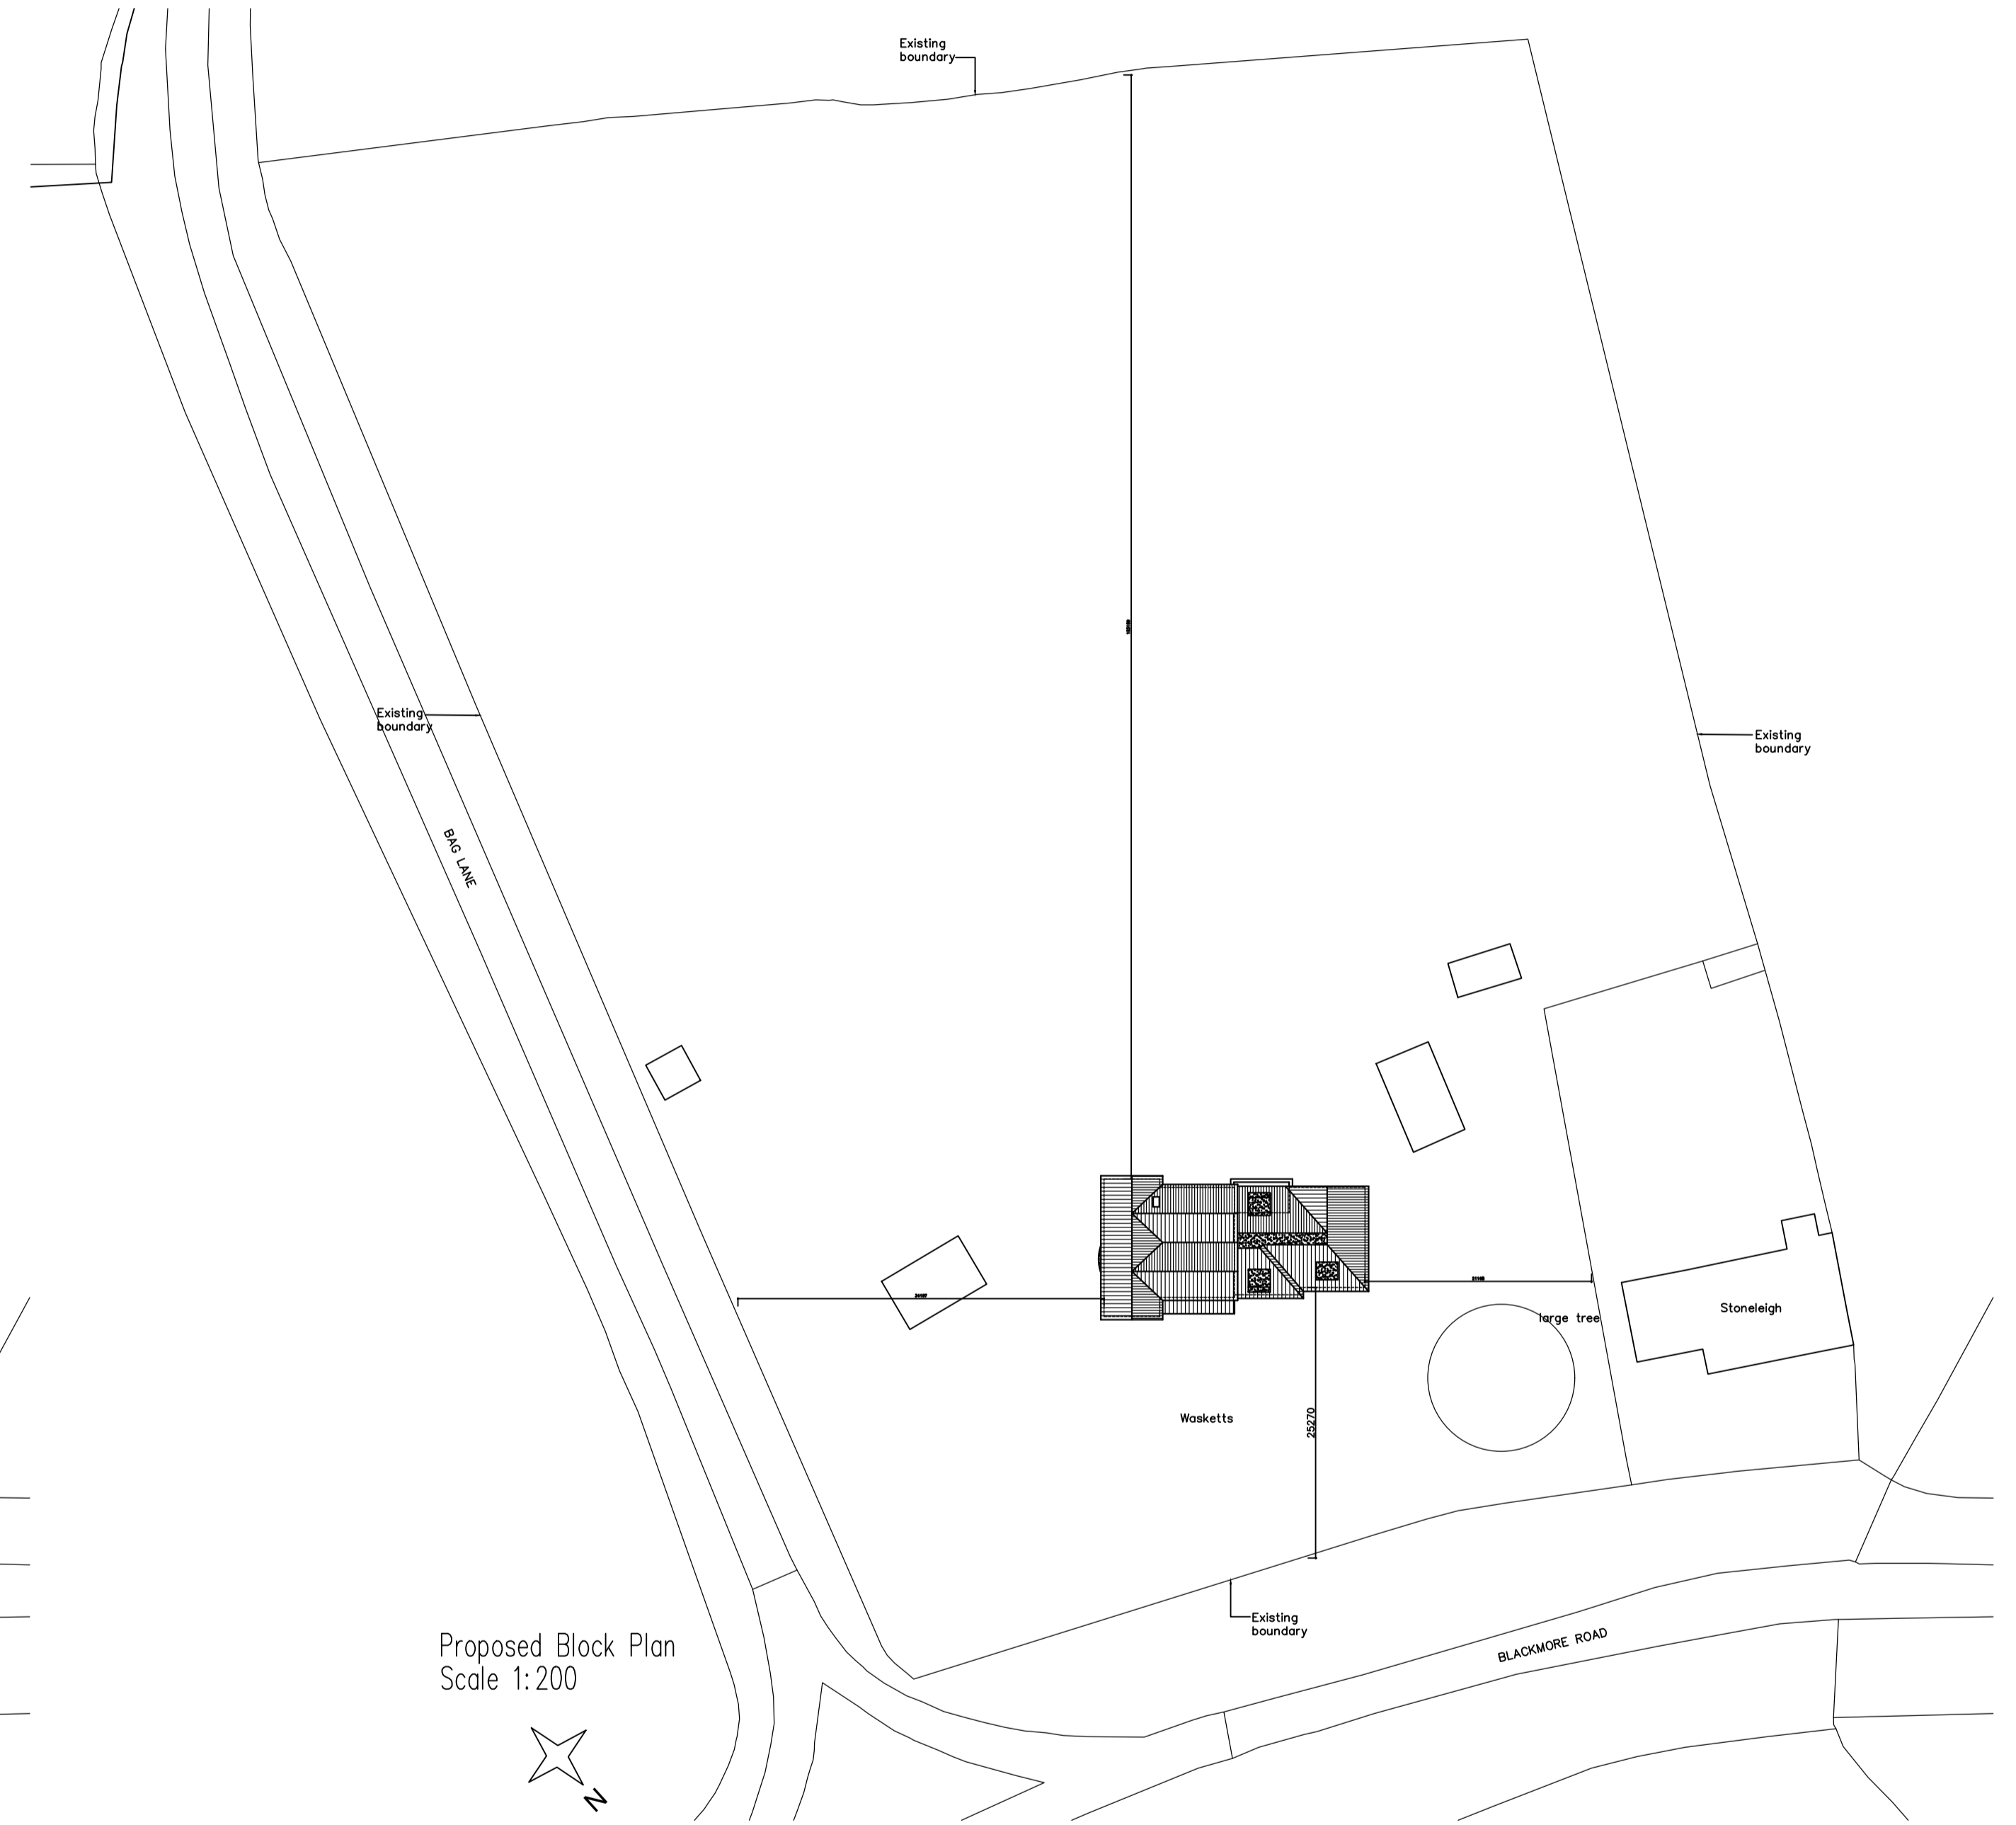 Existing
boundary
Existing
boundary
Existing
boundary
BAG LANE
Stoneleigh
large tree
Wasketts
25270
Existing
boundary
BLACKMORE ROAD
Proposed Block Plan
Scale 1:200
N